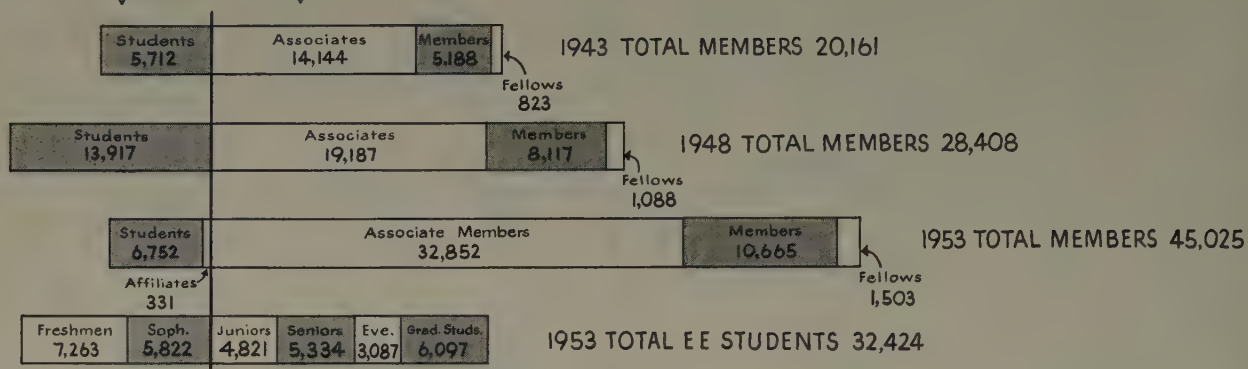 Students Associates Members 1943 TOTAL MEMBERS 20,161
5,712 14,144 5,188
Fellows
823
Students Associates Members 1948 TOTAL MEMBERS 28,408
13,917 19,187 8,117
Fellows
1,088
Students Associate Members Members 1953 TOTAL MEMBERS 45,025
6,752 32,852 10,665
Affiliates Fellows
331 1,503
Freshmen Soph. Juniors Seniors Eve. Grad. Studs. 1953 TOTAL EE STUDENTS 32,424
7,263 5,822 4,821 5,334 3,087 6,097